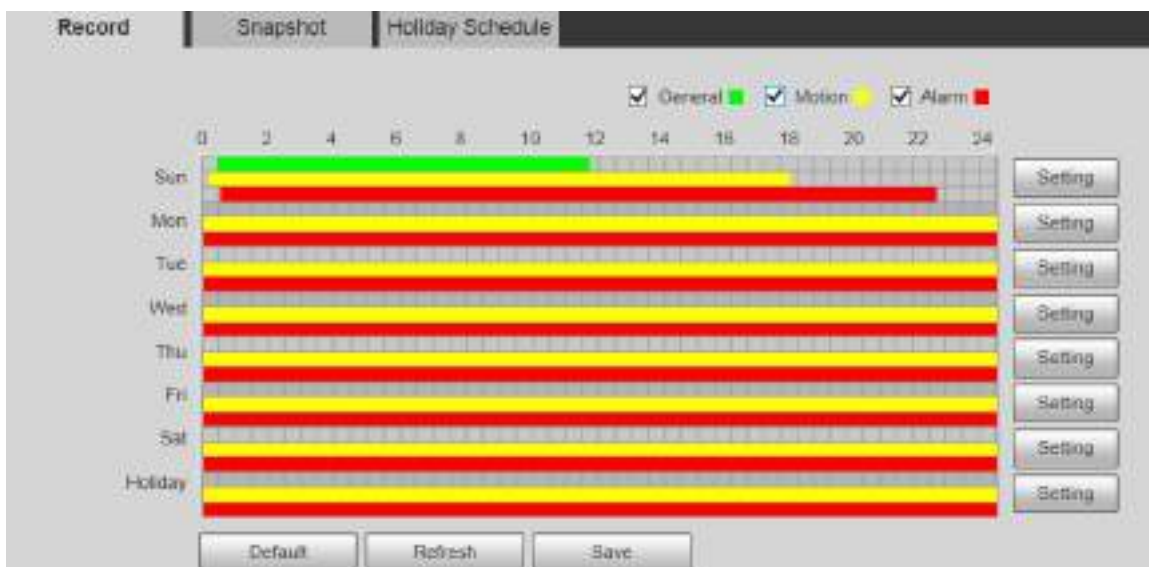 Record Snapshot Holiday Schedule
General Motion Alarm
0 2 4 6 8 10 12 14 16 18 20 22 24
Sun Setting
Mon Setting
Tue Setting
West Setting
Thu Setting
Fri Setting
Sat Setting
Holiday Setting
Default Refresh Save